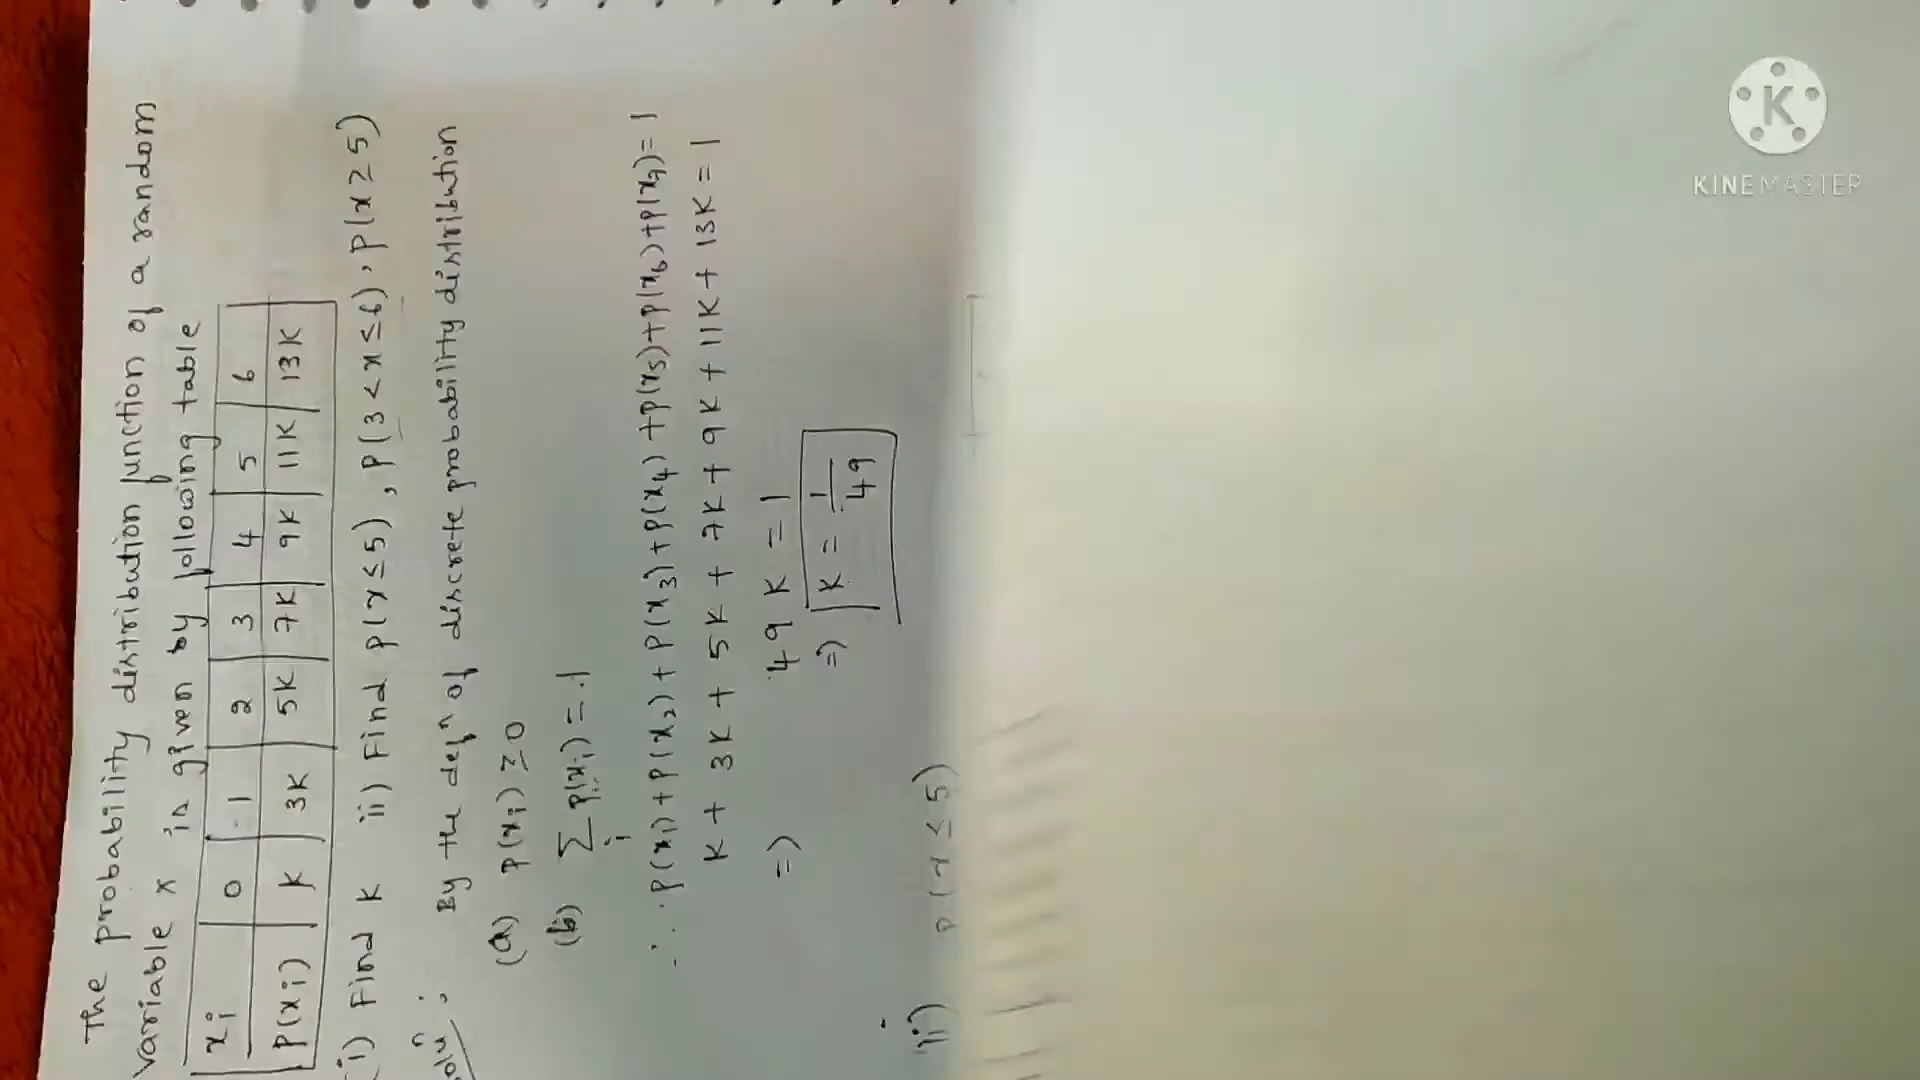 The probability distribution function of a random
variable x is given by following table
xi 0 1 2 3 4 5 6
P(xi) K 3K 5K 7K 9K 11K 13K
(i) Find K ii) Find P(x≤5), P(3<x≤6), P(x≥5)
soluⁿ: By the defⁿ of discrete probability distribution
(a) P(xi) ≥ 0
(b) ∑i P(xi) = 1
∴ P(x1)+P(x2)+P(x3)+P(x4)+P(x5)+P(x6)+P(x7)=1
K + 3K + 5K + 7K + 9K + 11K + 13K = 1
=> 49 K = 1
=> K = 1/49
ii) P(x≤5)
KINEMASTER